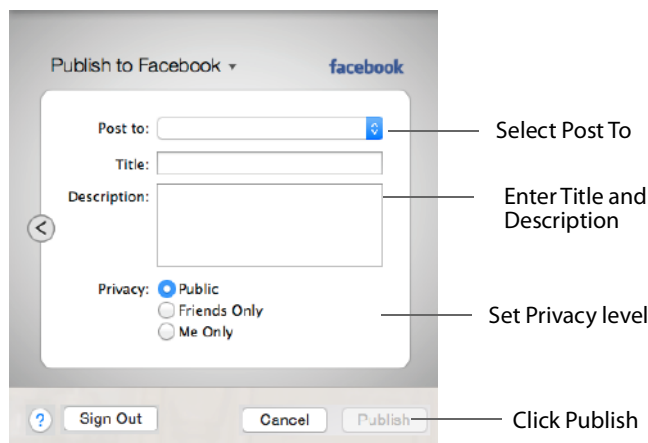 Publish to Facebook
facebook
Post to:
Select Post To
Title:
Description:
Enter Title and
Description
Privacy:
Public
Friends Only
Me Only
Set Privacy level
?
Sign Out
Cancel
Publish
Click Publish